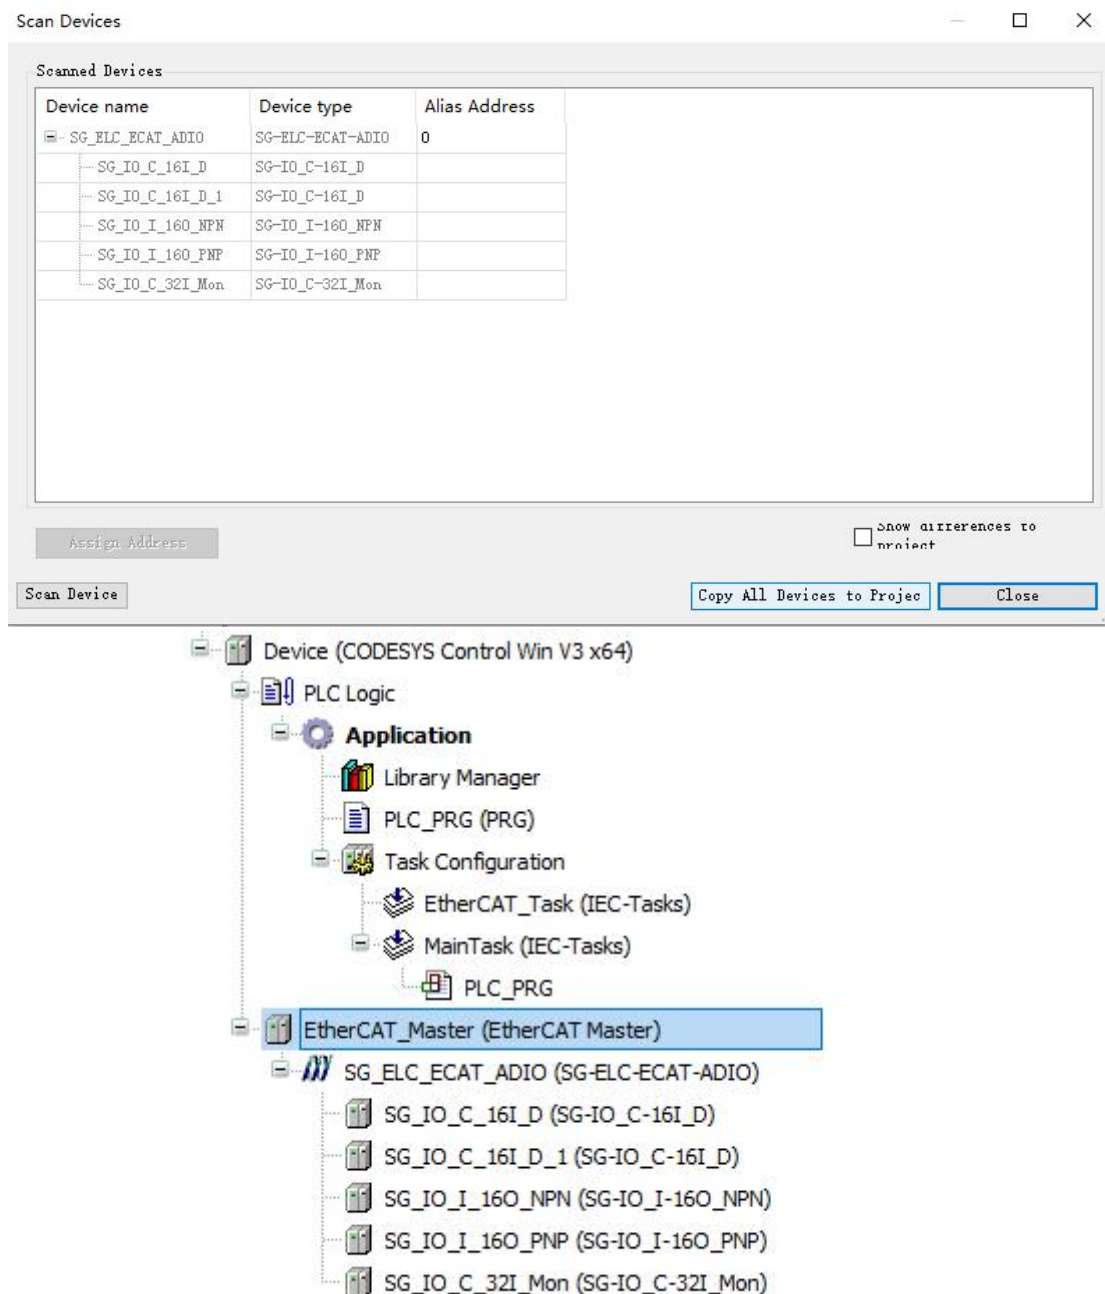 Scan Devices
Scanned Devices
Device name Device type Alias Address
SG_ELC_ECAT_ADIO SG-ELC-ECAT-ADIO 0
SG_IO_C_16I_D SG-IO_C-16I_D
SG_IO_C_16I_D_1 SG-IO_C-16I_D
SG_IO_I_16O_NPN SG-IO_I-16O_NPN
SG_IO_I_16O_PNP SG-IO_I-16O_PNP
SG_IO_C_32I_Mon SG-IO_C-32I_Mon
Assign Address
Show differences to
project
Scan Device Copy All Devices to Projec Close
Device (CODESYS Control Win V3 x64)
PLC Logic
Application
Library Manager
PLC_PRG (PRG)
Task Configuration
EtherCAT_Task (IEC-Tasks)
MainTask (IEC-Tasks)
PLC_PRG
EtherCAT_Master (EtherCAT Master)
SG_ELC_ECAT_ADIO (SG-ELC-ECAT-ADIO)
SG_IO_C_16I_D (SG-IO_C-16I_D)
SG_IO_C_16I_D_1 (SG-IO_C-16I_D)
SG_IO_I_16O_NPN (SG-IO_I-16O_NPN)
SG_IO_I_16O_PNP (SG-IO_I-16O_PNP)
SG_IO_C_32I_Mon (SG-IO_C-32I_Mon)